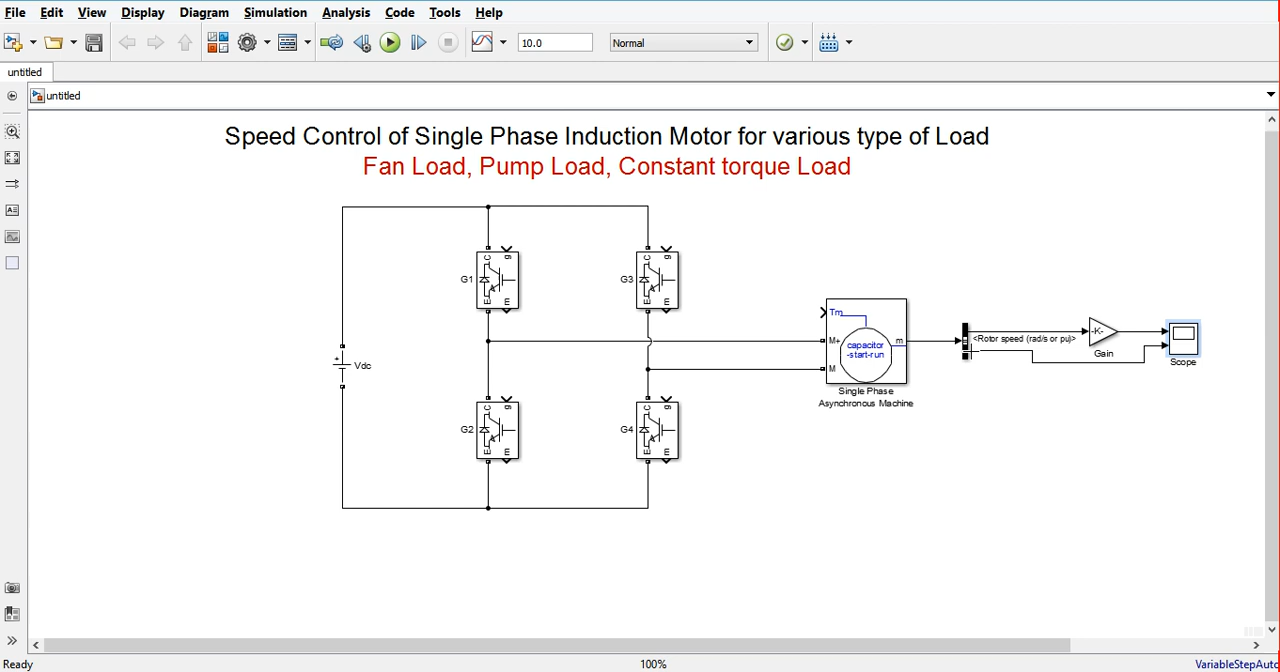 File Edit View Display Diagram Simulation Analysis Code Tools Help
10.0 Normal
untitled
untitled
Speed Control of Single Phase Induction Motor for various type of Load
Fan Load, Pump Load, Constant torque Load
C g
G1
E m
C g
G3
E m
Tm
M+
M
m
capacitor
-start-run
Single Phase
Asynchronous Machine
<Rotor speed (rad/s or pu)>
-K-
Gain
Scope
+
Vdc
C g
G2
E m
C g
G4
E m
Ready 100% VariableStepAuto